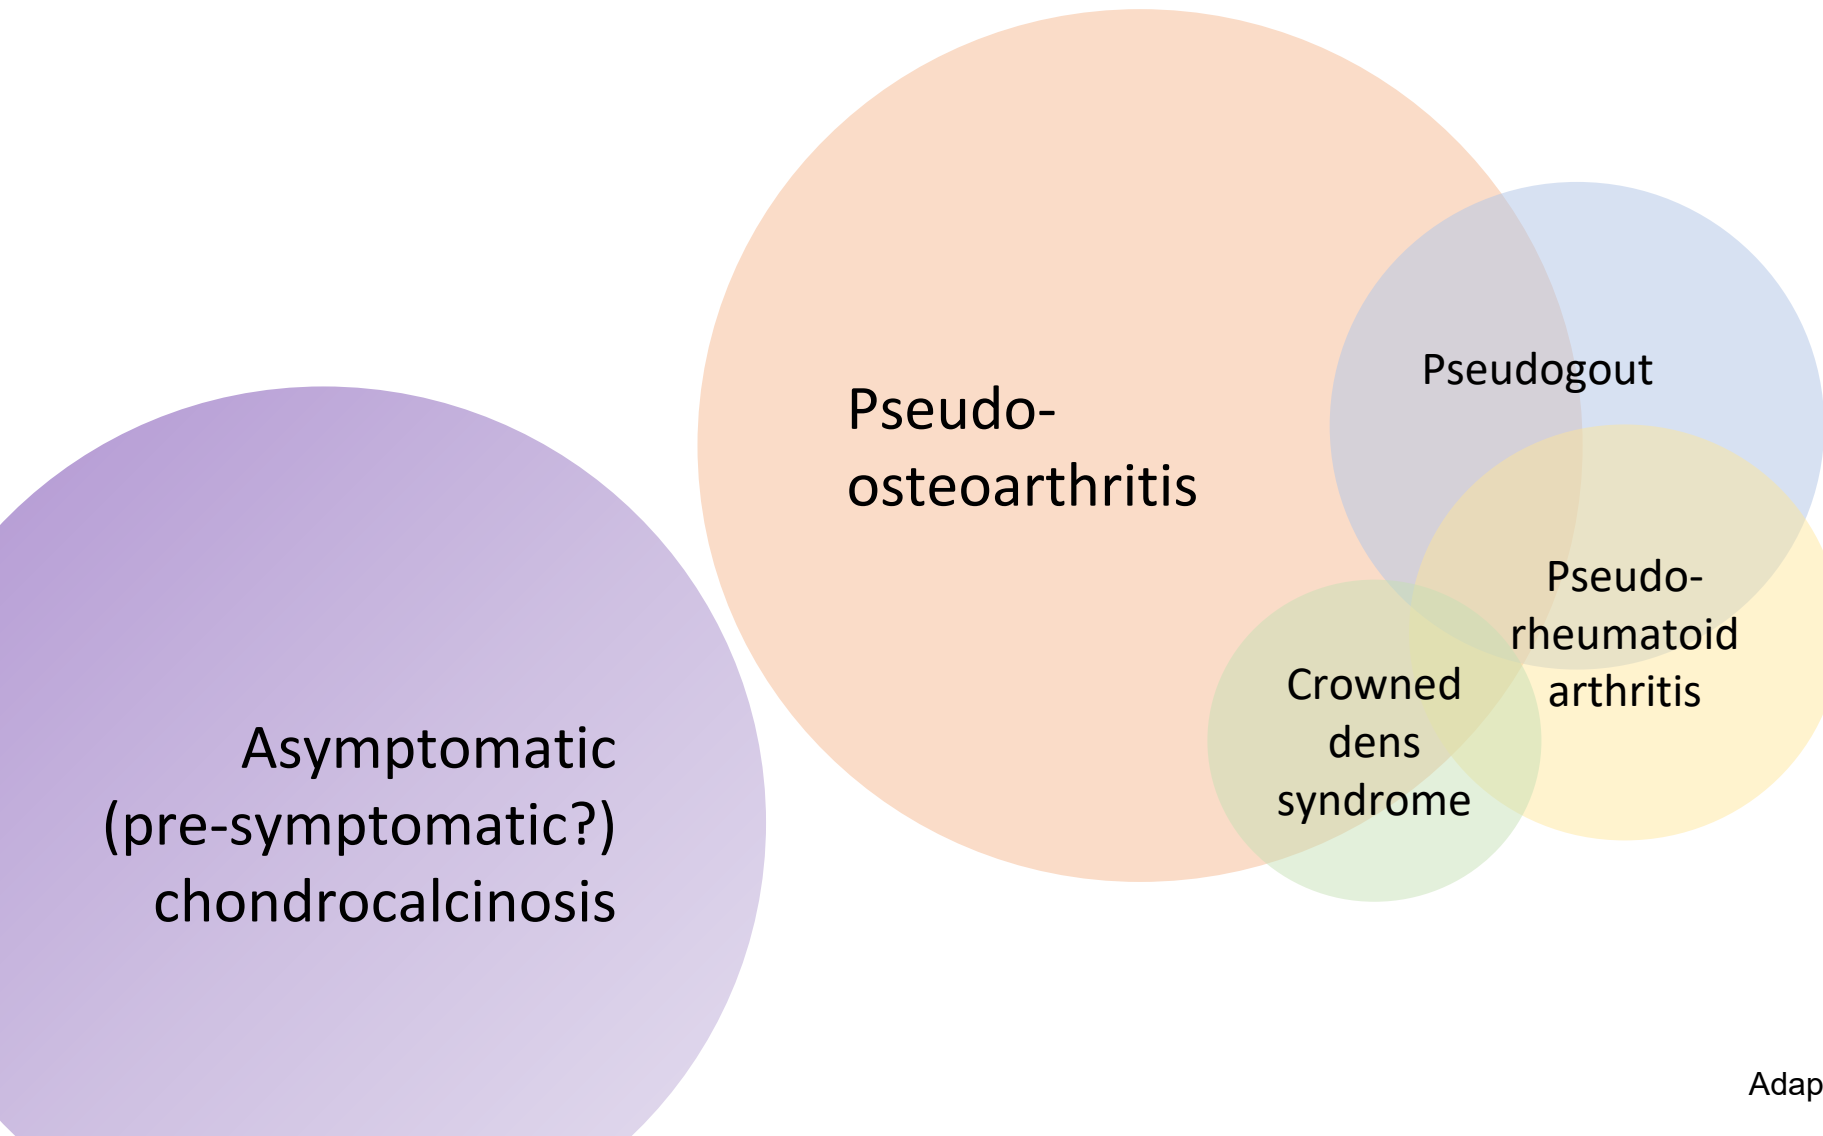 Pseudo-
osteoarthritis
Pseudogout
Pseudo-
rheumatoid
arthritis
Crowned
dens
syndrome
Asymptomatic
(pre-symptomatic?)
chondrocalcinosis
Adap